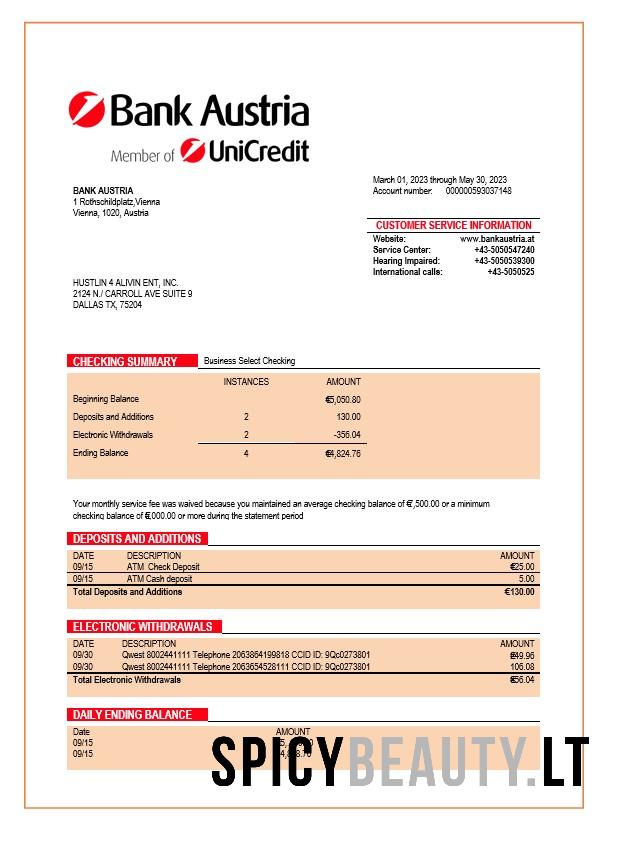 Bank Austria
Member of UniCredit
March 01, 2023 through May 30, 2023
Account number: 000000593037148
BANK AUSTRIA
1 Rothschildplatz,Vienna
Vienna, 1020, Austria
CUSTOMER SERVICE INFORMATION
Website: www.bankaustria.at
Service Center: +43-5050547240
Hearing Impaired: +43-5050539300
International calls: +43-5050525
HUSTLIN 4 ALIVIN ENT, INC.
2124 N./ CARROLL AVE SUITE 9
DALLAS TX, 75204
CHECKING SUMMARY Business Select Checking
INSTANCES AMOUNT
Beginning Balance €5,050.80
Deposits and Additions 2 130.00
Electronic Withdrawals 2 -356.04
Ending Balance 4 €4,824.76
Your monthly service fee was waived because you maintained an average checking balance of €7,500.00 or a minimum
checking balance of €,000.00 or more during the statement period
DEPOSITS AND ADDITIONS
DATE DESCRIPTION AMOUNT
09/15 ATM Check Deposit €25.00
09/15 ATM Cash deposit 5.00
Total Deposits and Additions €130.00
ELECTRONIC WITHDRAWALS
DATE DESCRIPTION AMOUNT
09/30 Qwest 8002441111 Telephone 2063864199818 CCID ID: 9Qc0273801 €49.96
09/30 Qwest 8002441111 Telephone 2063654528111 CCID ID: 9Qc0273801 106.08
Total Electronic Withdrawals €56.04
DAILY ENDING BALANCE
Date AMOUNT
09/15
09/15
SPICYBEAUTY.LT